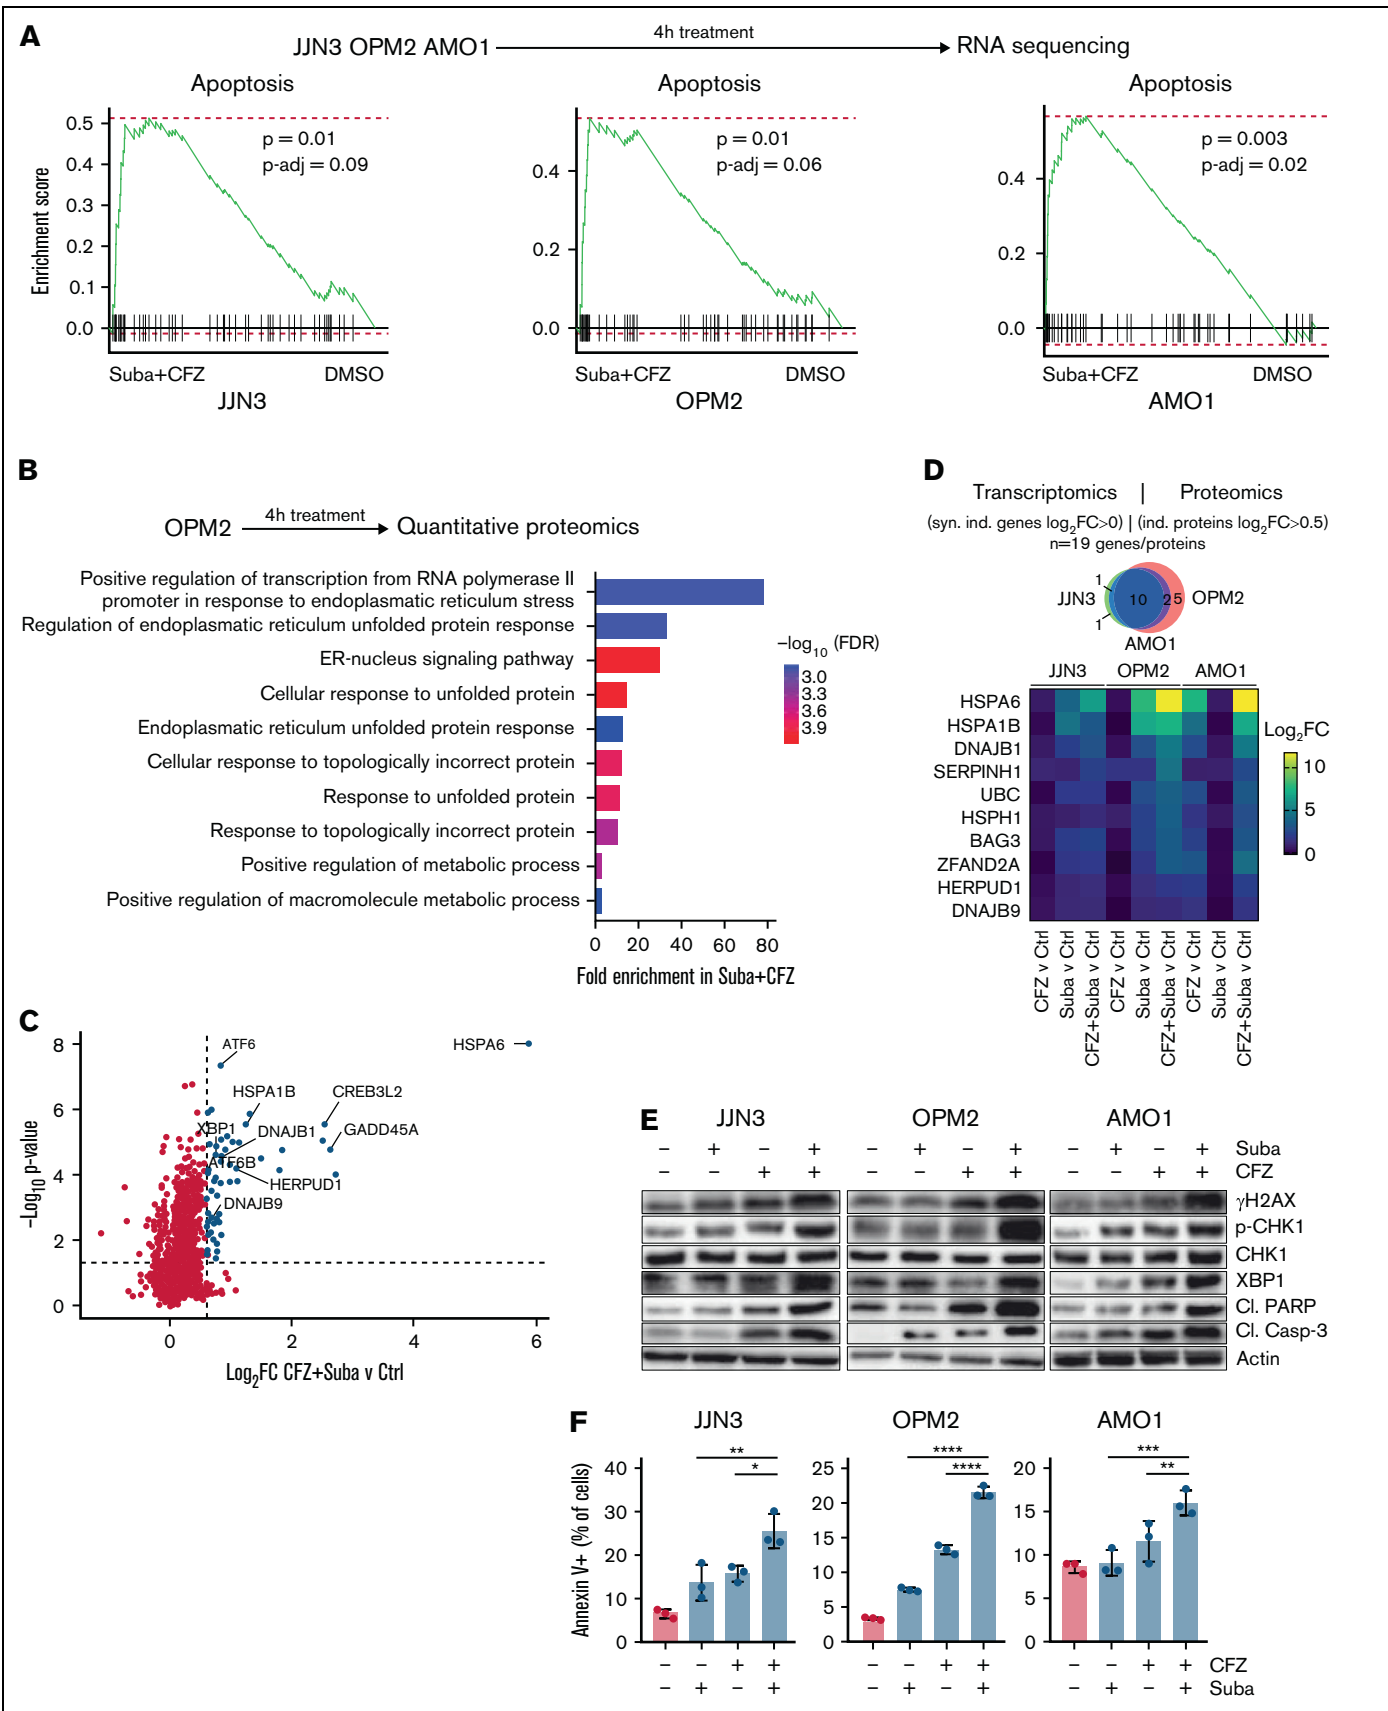 A
JJN3 OPM2 AMO1
4h treatment
RNA sequencing
Apoptosis
Apoptosis
Apoptosis
Enrichment score
0.5
0.4
0.3
0.2
0.1
0.0
p = 0.01
p-adj = 0.09
Suba+CFZ
DMSO
JJN3
0.4
0.2
0.0
p = 0.01
p-adj = 0.06
Suba+CFZ
DMSO
OPM2
0.4
0.2
0.0
p = 0.003
p-adj = 0.02
Suba+CFZ
DMSO
AMO1
B
OPM2
4h treatment
Quantitative proteomics
Positive regulation of transcription from RNA polymerase II
promoter in response to endoplasmatic reticulum stress
Regulation of endoplasmatic reticulum unfolded protein response
ER-nucleus signaling pathway
Cellular response to unfolded protein
Endoplasmatic reticulum unfolded protein response
Cellular response to topologically incorrect protein
Response to unfolded protein
Response to topologically incorrect protein
Positive regulation of metabolic process
Positive regulation of macromolecule metabolic process
0 20 40 60 80
Fold enrichment in Suba+CFZ
−log10 (FDR)
3.0
3.3
3.6
3.9
C
8
6
4
2
0
−Log10 p-value
ATF6
HSPA6
HSPA1B
CREB3L2
XBP1
DNAJB1
GADD45A
ATF6B
HERPUD1
DNAJB9
0 2 4 6
Log2FC CFZ+Suba v Ctrl
D
Transcriptomics | Proteomics
(syn. ind. genes log2FC>0) | (ind. proteins log2FC>0.5)
n=19 genes/proteins
1
JJN3
10
2
5
OPM2
1
AMO1
JJN3 OPM2 AMO1
HSPA6
HSPA1B
DNAJB1
SERPINH1
UBC
HSPH1
BAG3
ZFAND2A
HERPUD1
DNAJB9
Log2FC
10
5
0
CFZ v Ctrl
Suba v Ctrl
CFZ+Suba v Ctrl
CFZ v Ctrl
Suba v Ctrl
CFZ+Suba v Ctrl
CFZ v Ctrl
Suba v Ctrl
CFZ+Suba v Ctrl
E
JJN3 OPM2 AMO1
− + − + − + − + − + − + Suba
− − + + − − + + − − + + CFZ
γH2AX
p-CHK1
CHK1
XBP1
Cl. PARP
Cl. Casp-3
Actin
F
JJN3
OPM2
AMO1
Annexin V+ (% of cells)
40
30
20
10
0
**
*
25
20
15
10
5
0
****
****
20
15
10
5
0
***
**
− − + + − − + + − − + + CFZ
− + − + − + − + − + − + Suba